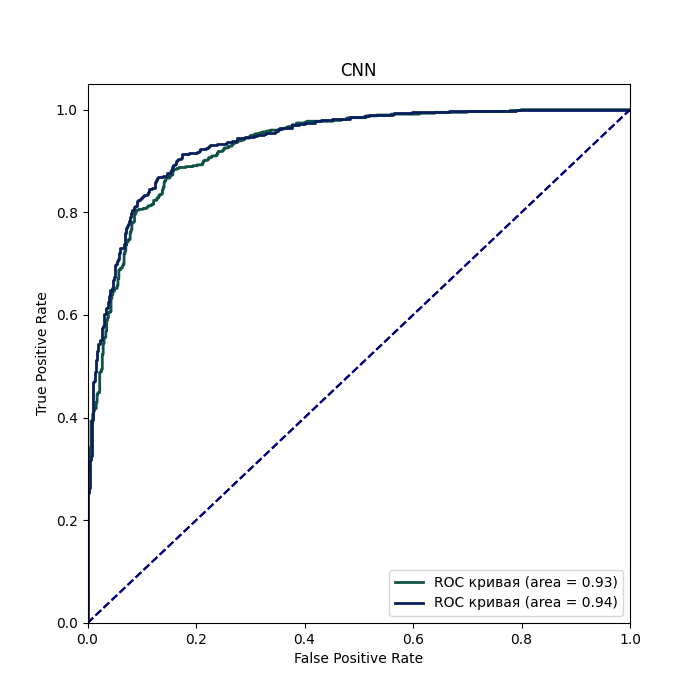 CNN
1.0
0.8
0.6
0.4
0.2
0.0
True Positive Rate
0.0 0.2 0.4 0.6 0.8 1.0
False Positive Rate
ROC кривая (area = 0.93)
ROC кривая (area = 0.94)